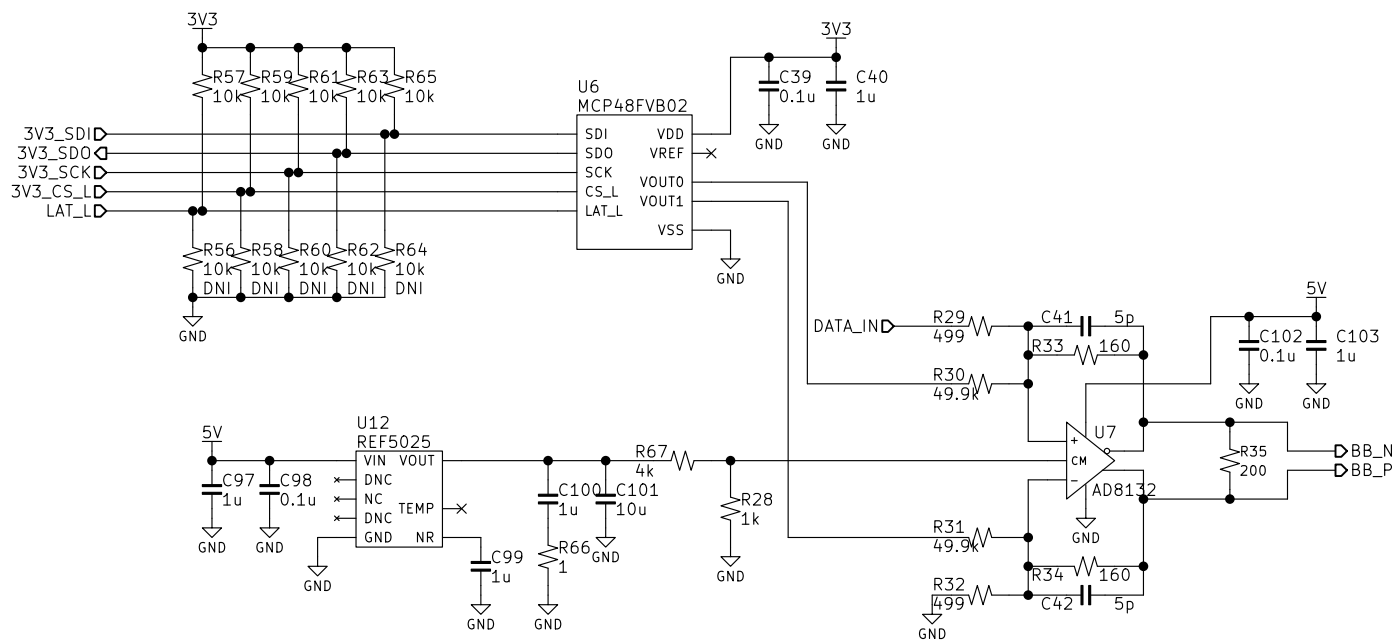 3V3
R57 R59 R61 R63 R65
10k 10k 10k 10k 10k
3V3_SDI
3V3_SDO
3V3_SCK
3V3_CS_L
LAT_L
R56 R58 R60 R62 R64
10k 10k 10k 10k 10k
DNI DNI DNI DNI DNI
GND
U6
MCP48FVB02
SDI
SDO
SCK
CS_L
LAT_L
VDD
VREF
VOUT0
VOUT1
VSS
GND
3V3
C39
0.1u
GND
C40
1u
GND
DATA_IN
R29
499
R30
49.9k
C41
5p
R33
160
5V
C102
0.1u
GND
C103
1u
GND
U7
+
CM
-
AD8132
GND
R35
200
BB_N
BB_P
5V
C97
1u
GND
C98
0.1u
GND
U12
REF5025
VIN
DNC
NC
DNC
GND
VOUT
TEMP
NR
GND
C99
1u
GND
C100
1u
R66
1
GND
C101
10u
GND
R67
4k
R28
1k
GND
R31
49.9k
R34
160
R32
499
C42
5p
GND